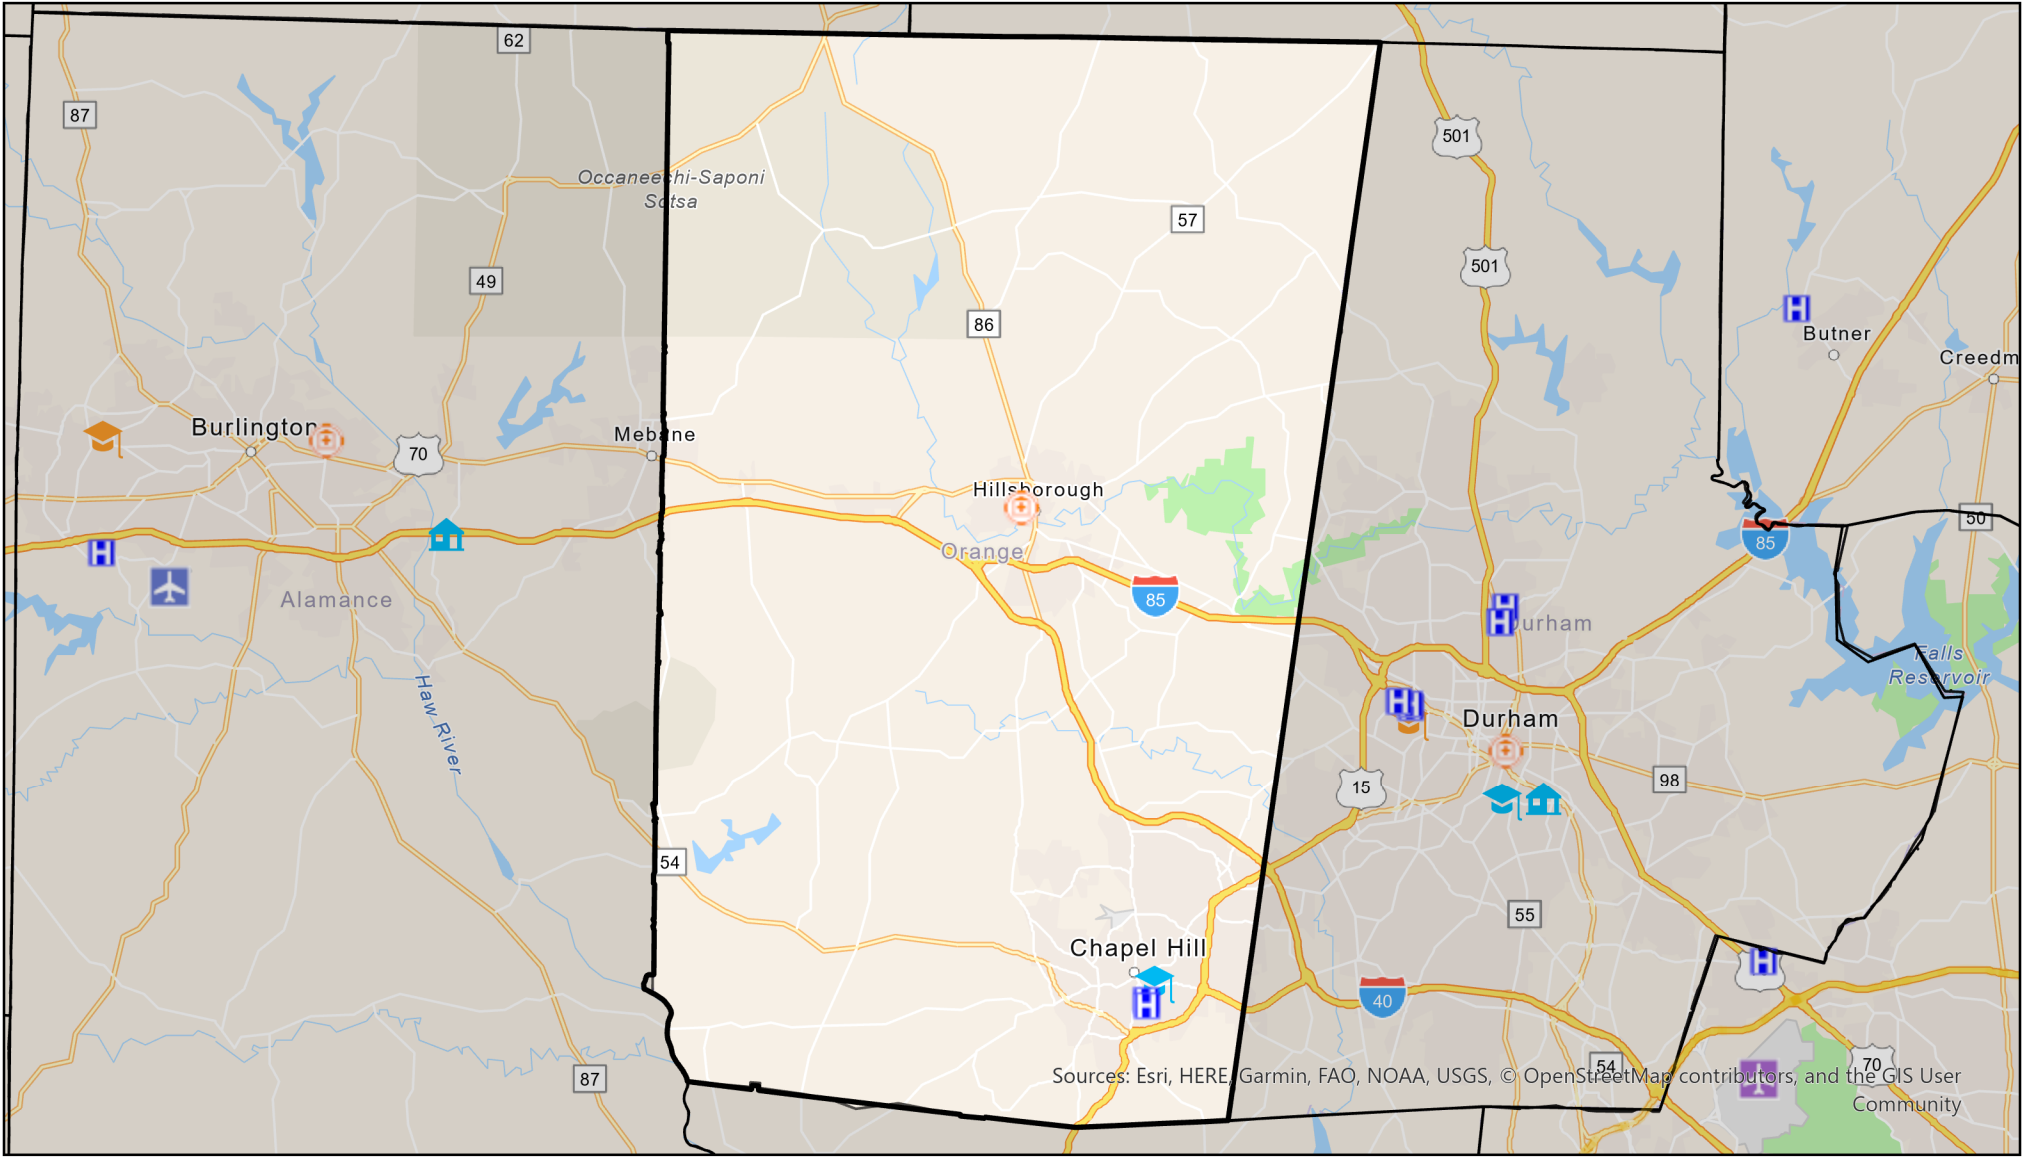 62
87
501
Occaneechi-Saponi
Sotsa
57
501
49
86
Butner
Creedm
Burlington
Mebane
70
Hillsborough
50
85
Orange
85
Alamance
Durham
Falls
Reservoir
Haw River
Durham
98
15
54
55
Chapel Hill
40
54
70
87
Sources: Esri, HERE, Garmin, FAO, NOAA, USGS, © OpenStreetMap contributors, and the GIS User
Community